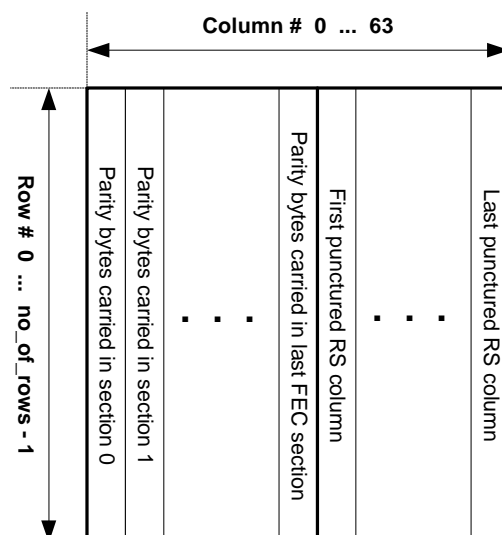 Column # 0 ... 63
Row # 0 ... no_of_rows - 1
Parity bytes carried in section 0
Parity bytes carried in section 1
. . .
Parity bytes carried in last FEC section
First punctured RS column
. . .
Last punctured RS column